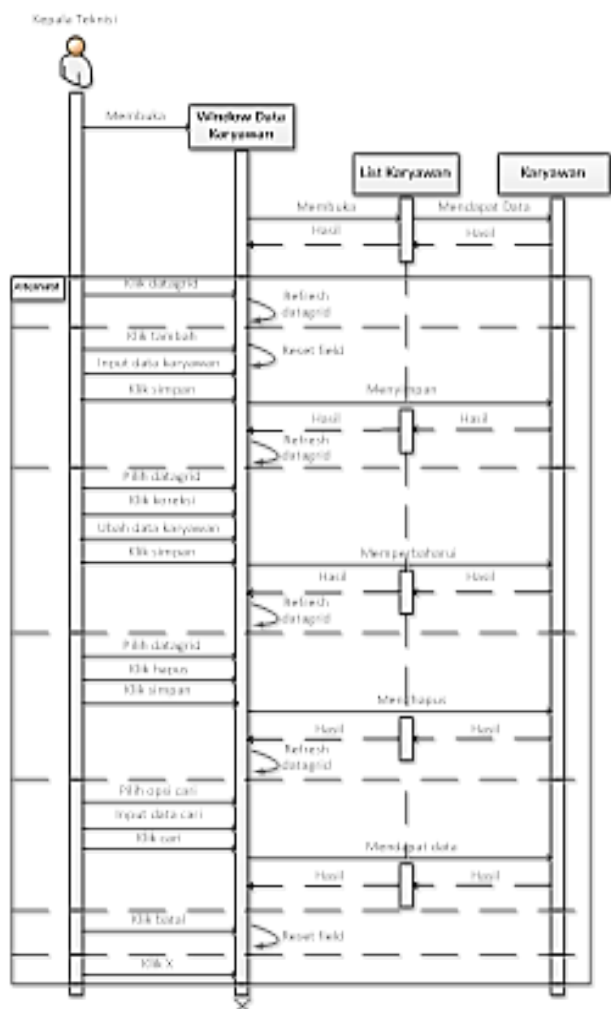 Kepala Teknisi
Membuka
Window Data
Karyawan
List Karyawan
Karyawan
Membuka
Mendapat Data
Hasil
Hasil
Alternatif
Klik datagrid
Refresh
datagrid
Klik tambah
Reset field
Input data karyawan
Klik simpan
Menyimpan
Hasil
Hasil
Refresh
datagrid
Pilih datagrid
Klik koreksi
Ubah data karyawan
Klik simpan
Memperbaharui
Hasil
Hasil
Refresh
datagrid
Pilih datagrid
Klik hapus
Klik simpan
Menghapus
Hasil
Hasil
Refresh
datagrid
Pilih opsi cari
Input data cari
Klik cari
Mendapat data
Hasil
Hasil
Klik batal
Reset field
Klik X